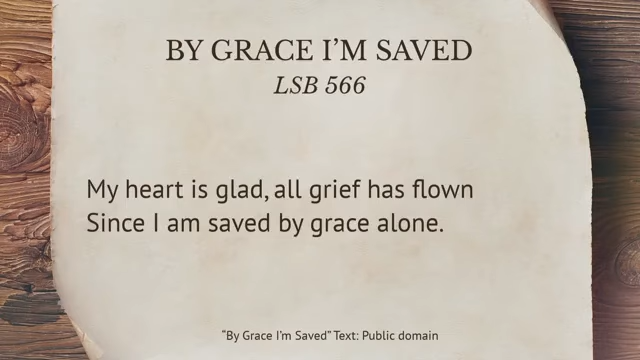 BY GRACE I’M SAVED
LSB 566
My heart is glad, all grief has flown
Since I am saved by grace alone.
“By Grace I’m Saved” Text: Public domain